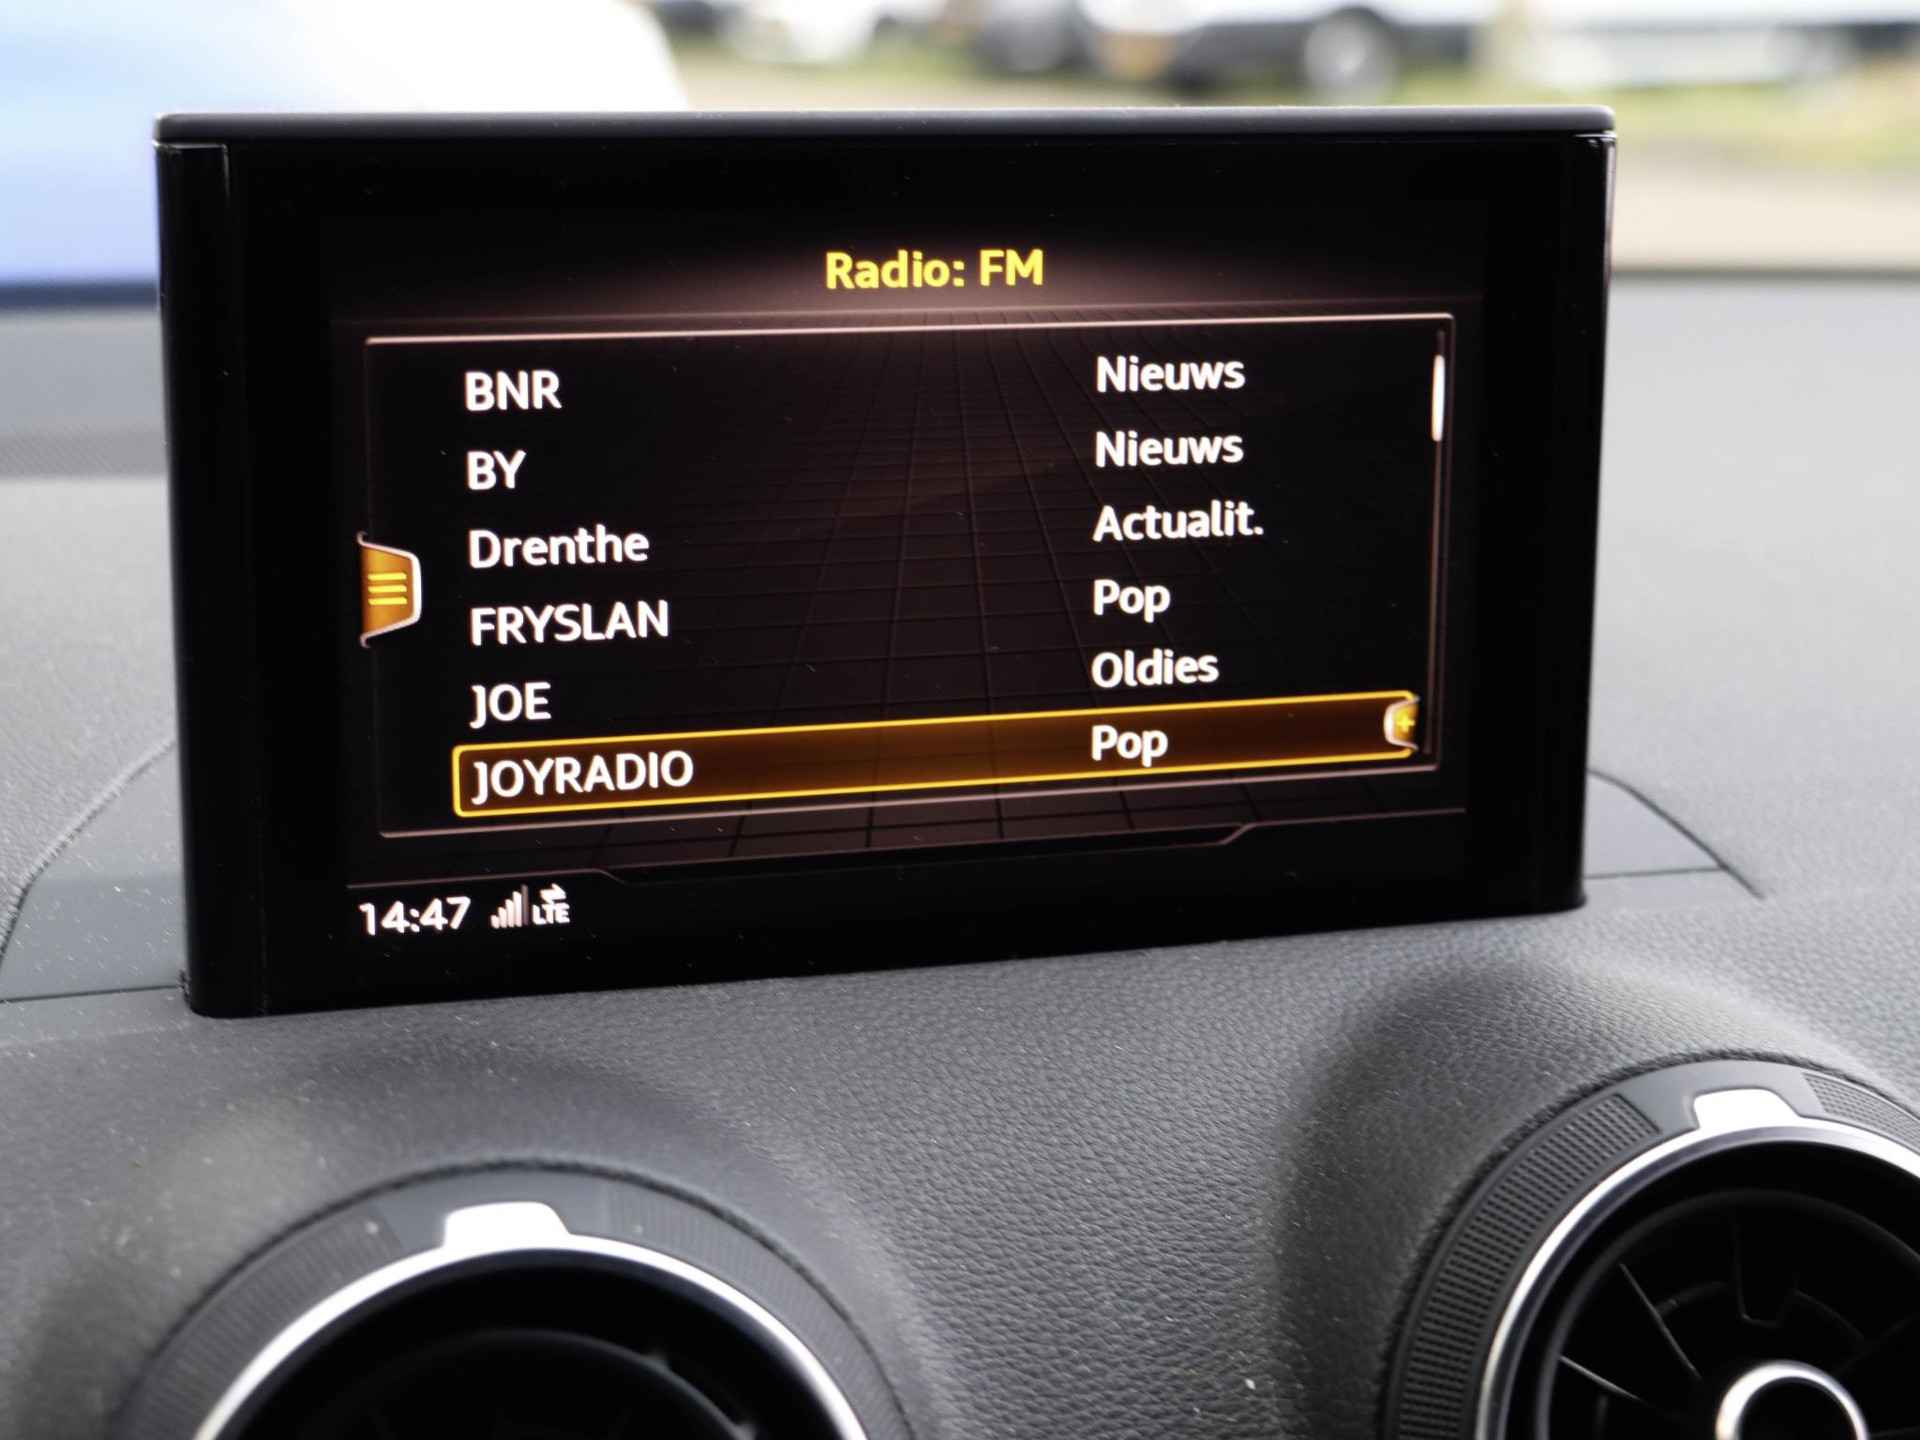 Radio: FM
BNR Nieuws
BY Nieuws
Drenthe Actualit.
FRYSLAN Pop
JOE Oldies
JOYRADIO Pop
14:47 LTE